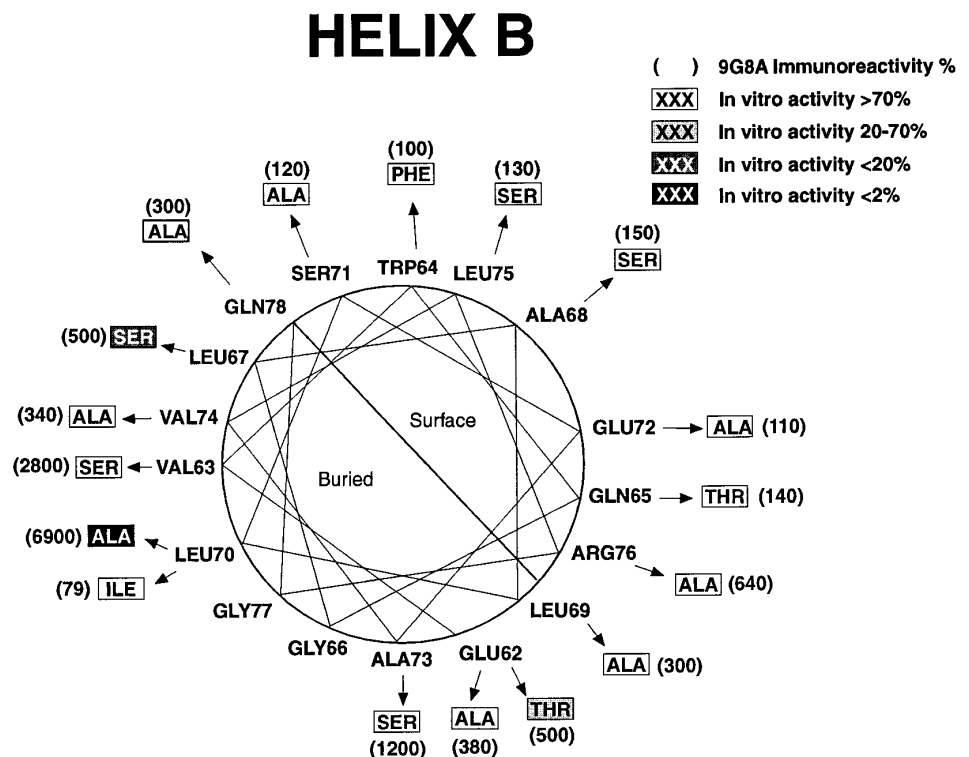 HELIX B
( ) 9G8A Immunoreactivity %
XXX In vitro activity >70%
XXX In vitro activity 20-70%
XXX In vitro activity <20%
XXX In vitro activity <2%
(100)
PHE
(120)
ALA
(130)
SER
(300)
ALA
(150)
SER
SER71
TRP64
LEU75
GLN78
ALA68
(500) SER
LEU67
(340) ALA
VAL74
Surface
GLU72
ALA (110)
(2800) SER
VAL63
Buried
GLN65
THR (140)
(6900) ALA
LEU70
ARG76
(79) ILE
ALA (640)
GLY77
LEU69
GLY66
ALA73
GLU62
ALA (300)
SER
(1200)
ALA
(380)
THR
(500)